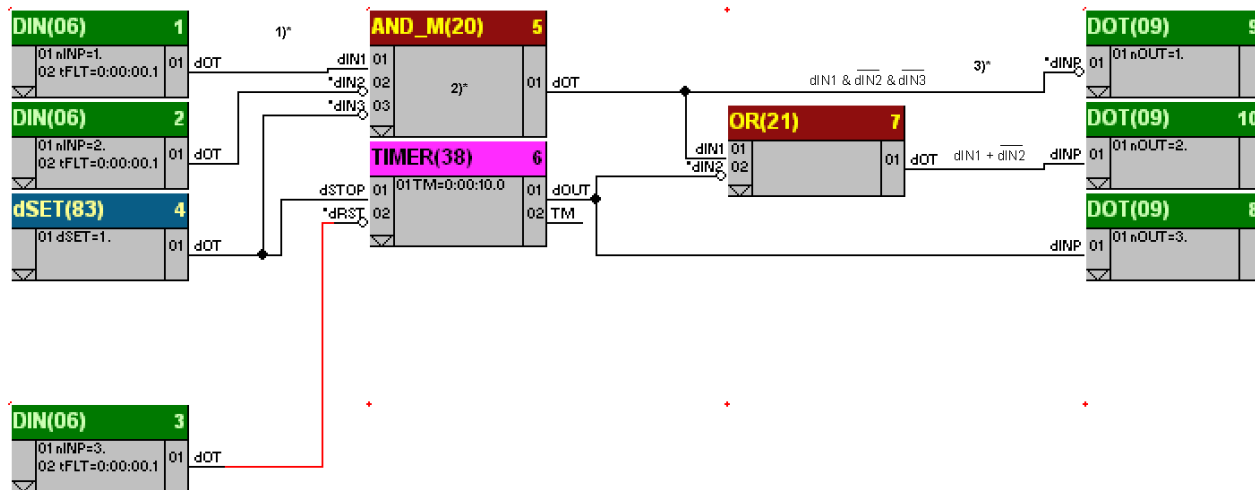 DIN(06) 1
01 nINP=1.
02 tFLT=0:00:00.1
01 dOT
1)*
DIN(06) 2
01 nINP=2.
02 tFLT=0:00:00.1
01 dOT
dSET(83) 4
01 dSET=1.
01 dOT
DIN(06) 3
01 nINP=3.
02 tFLT=0:00:00.1
01 dOT
AND_M(20) 5
dIN1 01
*dIN2 02
*dIN3 03
2)*
01 dOT
TIMER(38) 6
dSTOP 01
*dRST 02
01 TM=0:00:10.0
01 dOUT
02 TM
dIN1 & d̅I̅N̅2̅ & d̅I̅N̅3̅
3)*
OR(21) 7
dIN1 01
*dIN2 02
01 dOT
dIN1 + d̅I̅N̅2̅
DOT(09) 9
*dINP 01
01 nOUT=1.
DOT(09) 10
dINP 01
01 nOUT=2.
DOT(09) 8
dINP 01
01 nOUT=3.